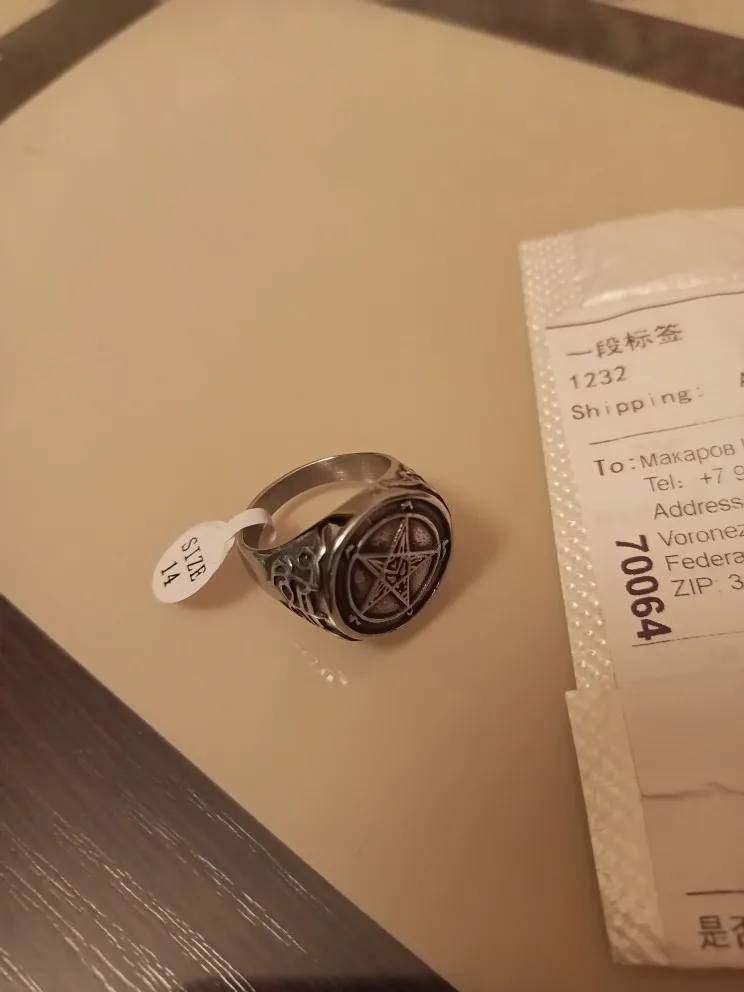 SIZE
14
一段标签
1232
Shipping:
To: Макаров
Tel: +7 9
Address
Voronez
Federa
ZIP: 3
70064
是否